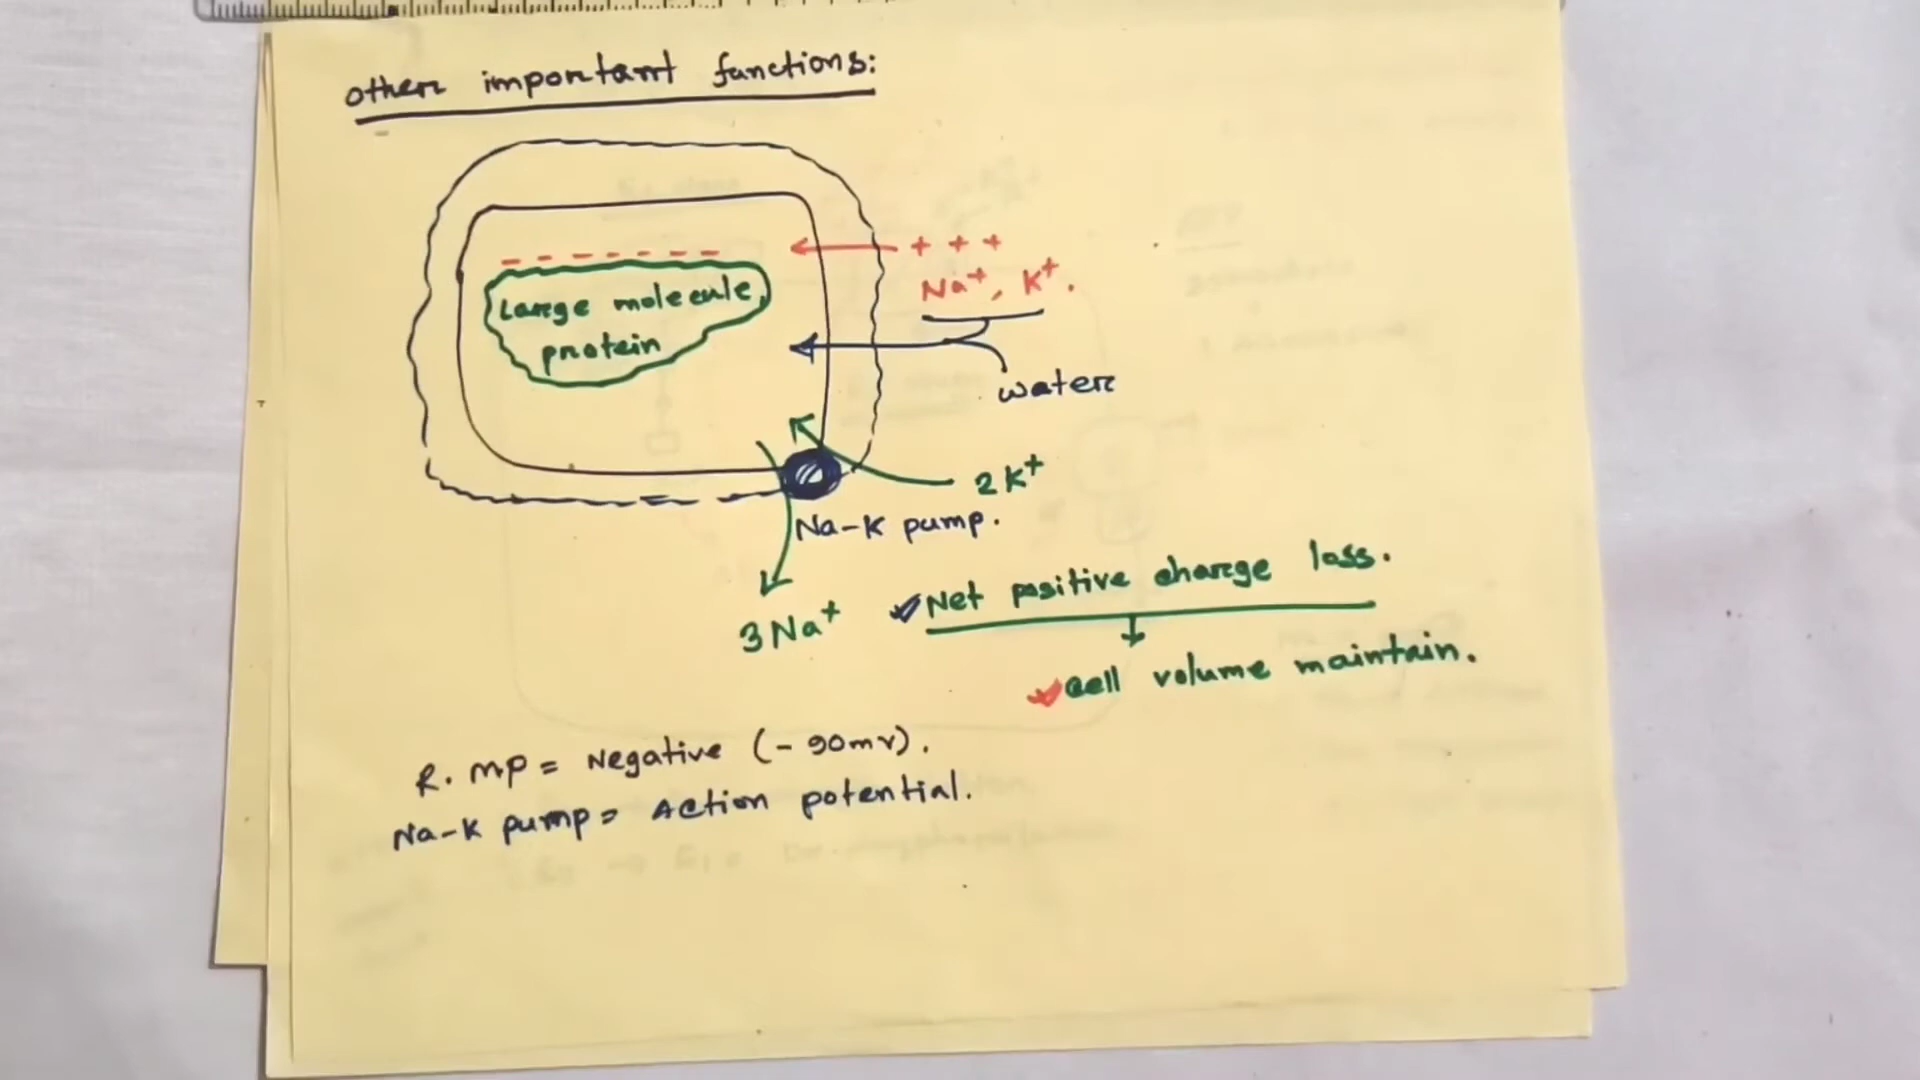 other important functions:
+ + +
Na⁺, K⁺.
Large molecule,
protein
water
2K⁺
Na-K pump.
3Na⁺
Net positive charge loss.
cell volume maintain.
R. MP = Negative (- 90mv).
Na-K pump = Action potential.